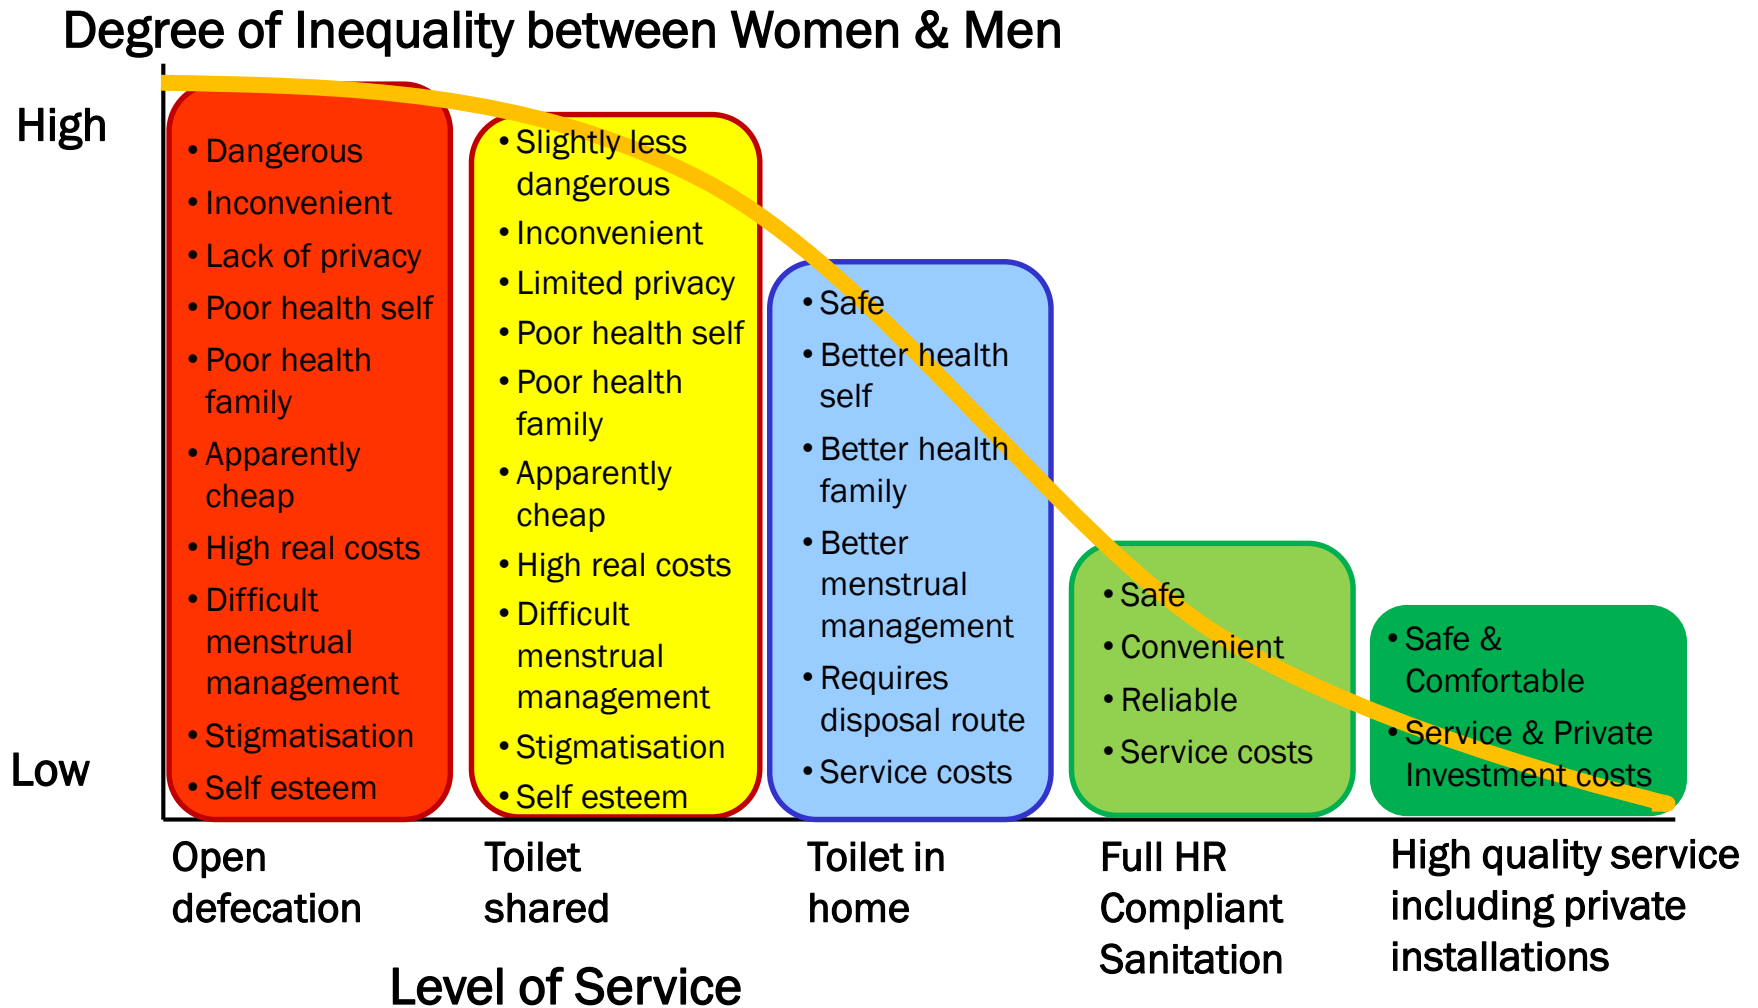 Degree of Inequality between Women & Men
High
Low
• Dangerous
• Inconvenient
• Lack of privacy
• Poor health self
• Poor health
family
• Apparently
cheap
• High real costs
• Difficult
menstrual
management
• Stigmatisation
• Self esteem
• Slightly less
dangerous
• Inconvenient
• Limited privacy
• Poor health self
• Poor health
family
• Apparently
cheap
• High real costs
• Difficult
menstrual
management
• Stigmatisation
• Self esteem
• Safe
• Better health
self
• Better health
family
• Better
menstrual
management
• Requires
disposal route
• Service costs
• Safe
• Convenient
• Reliable
• Service costs
• Safe &
Comfortable
• Service & Private
Investment costs
Open
defecation
Toilet
shared
Toilet in
home
Full HR
Compliant
Sanitation
High quality service
including private
installations
Level of Service